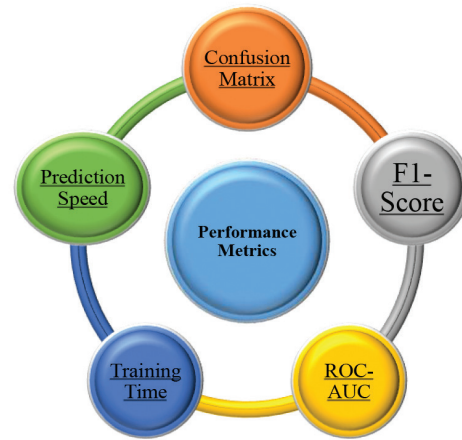 Confusion
Matrix
F1-
Score
ROC-
AUC
Training
Time
Prediction
Speed
Performance
Metrics